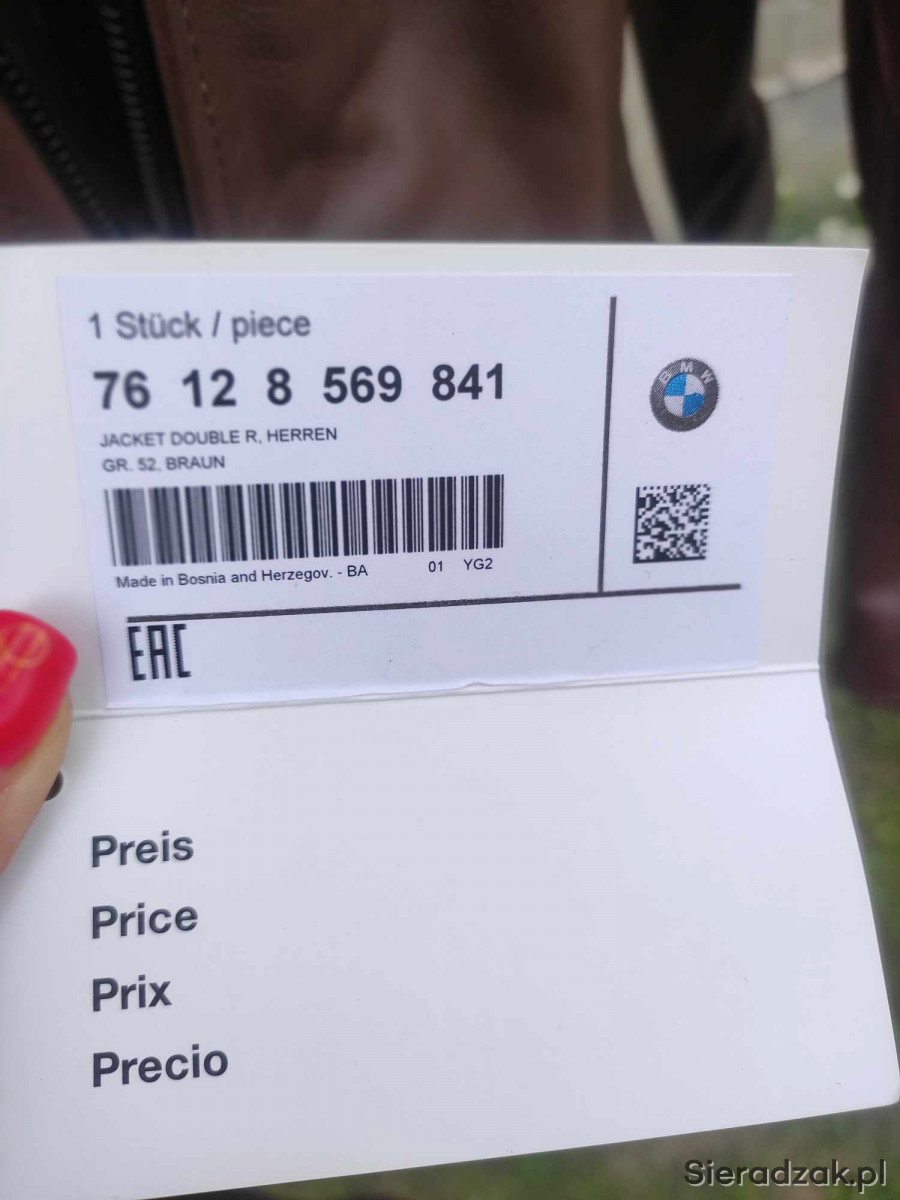 1 Stück / piece
76 12 8 569 841
JACKET DOUBLE R, HERREN
GR. 52, BRAUN
Made in Bosnia and Herzegov. - BA 01 YG2
BMW
EAC
Preis
Price
Prix
Precio
Sieradzak.pl